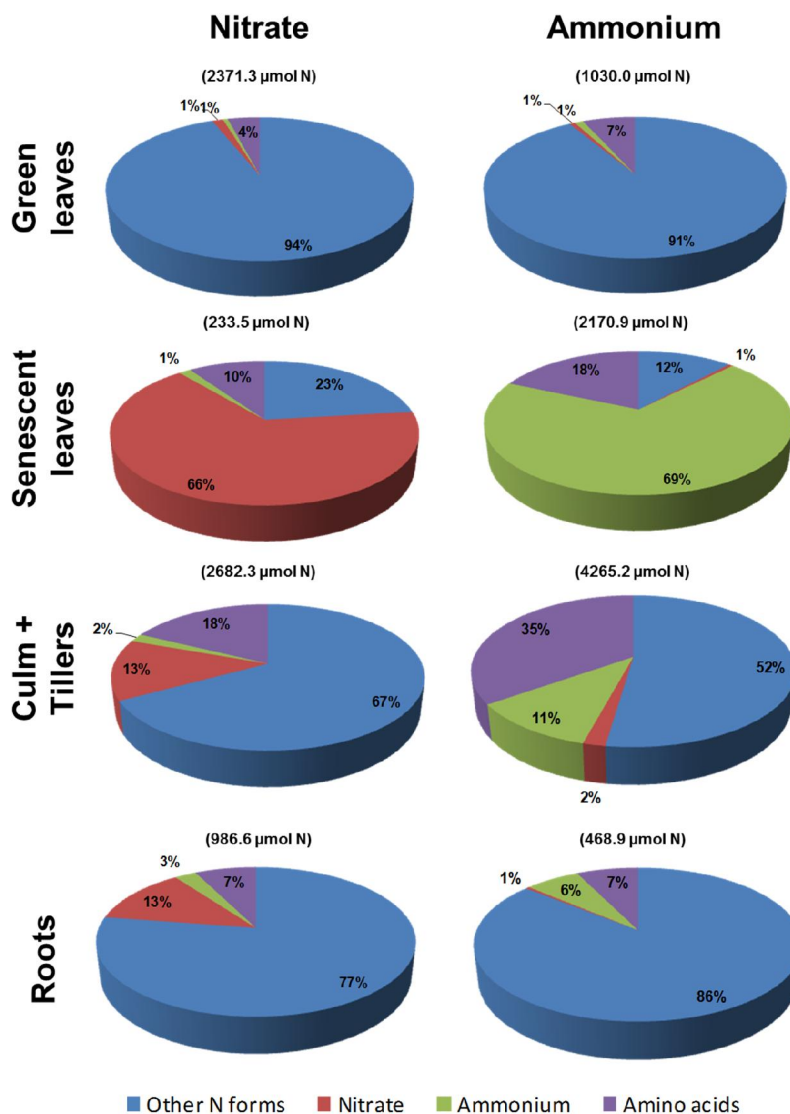 Nitrate Ammonium
(2371.3 µmol N) (1030.0 µmol N)
Green leaves
1% 1% 4% 94%
1% 1% 7% 91%
(233.5 µmol N) (2170.9 µmol N)
Senescent leaves
1% 10% 23% 66%
18% 12% 1% 69%
(2682.3 µmol N) (4265.2 µmol N)
Culm + Tillers
2% 18% 13% 67%
35% 52% 11% 2%
(986.6 µmol N) (468.9 µmol N)
Roots
3% 7% 13% 77%
1% 6% 7% 86%
Other N forms Nitrate Ammonium Amino acids